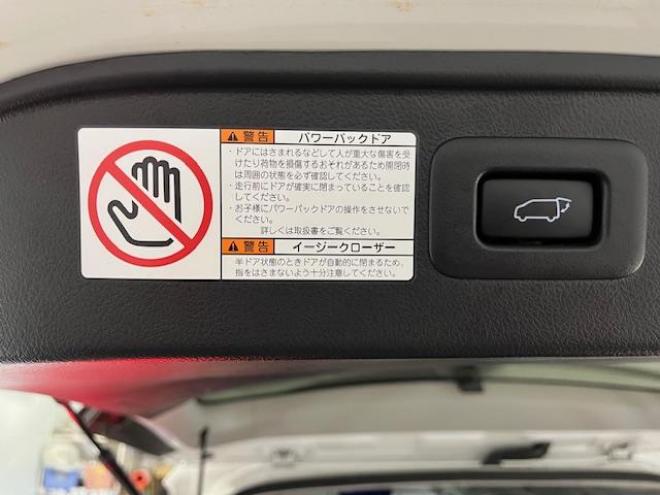 警告 パワーバックドア
・ドアにはさまれるなどして人が重大な傷害を受
けたり荷物を損傷するおそれがあるため開閉時
は周囲の状態を必ず確認してください。
・走行前にドアが確実に閉まっていることを確認
してください。
・お子様にパワーバックドアの操作をさせないで
ください。
詳しくは取扱書をご覧ください。
警告 イージークローザー
半ドア状態のときドアが自動的に閉まるため、
指をはさまないよう十分注意してください。